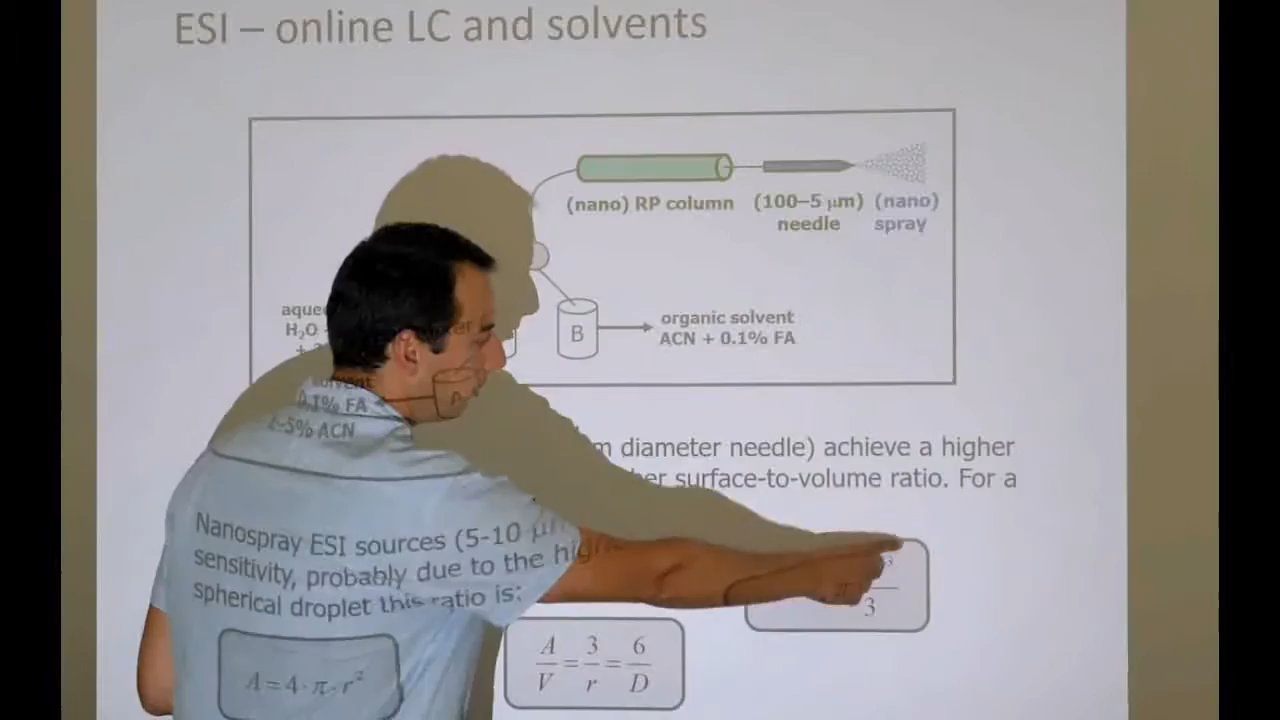 ESI – online LC and solvents
(nano) RP column
(100–5 μm) needle
(nano) spray
aque
H₂O
B
organic solvent
ACN + 0.1% FA
solvent
0.1% FA
2–5% ACN
A
diameter needle) achieve a higher
surface-to-volume ratio. For a
Nanospray ESI sources (5-10 μm
sensitivity, probably due to the higher
spherical droplet this ratio is:
A = 4 · π · r²
A/V = 3/r = 6/D
π
3